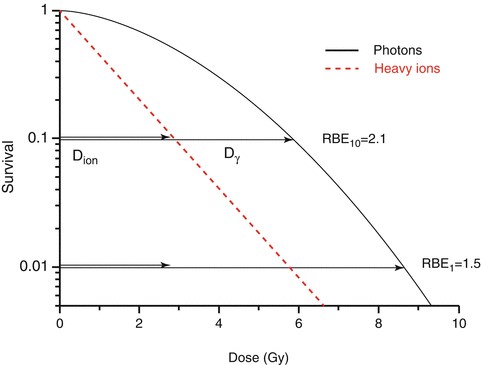 1
Photons
Heavy ions
0.1
RBE10=2.1
Dion
Dγ
Survival
0.01
RBE1=1.5
0 2 4 6 8 10
Dose (Gy)